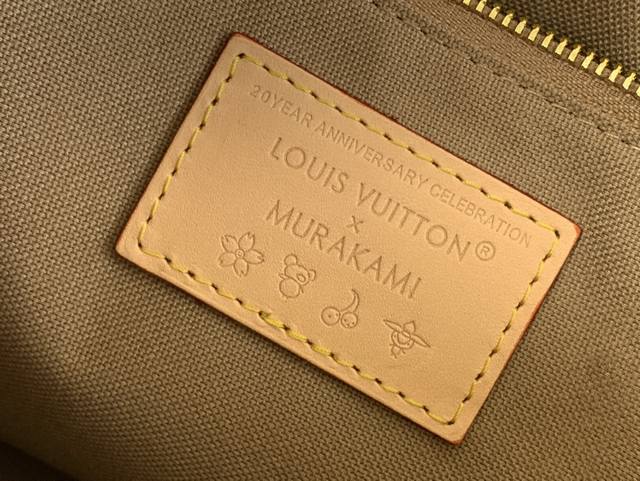 20YEAR ANNIVERSARY CELEBRATION
LOUIS VUITTON®
x
MURAKAMI